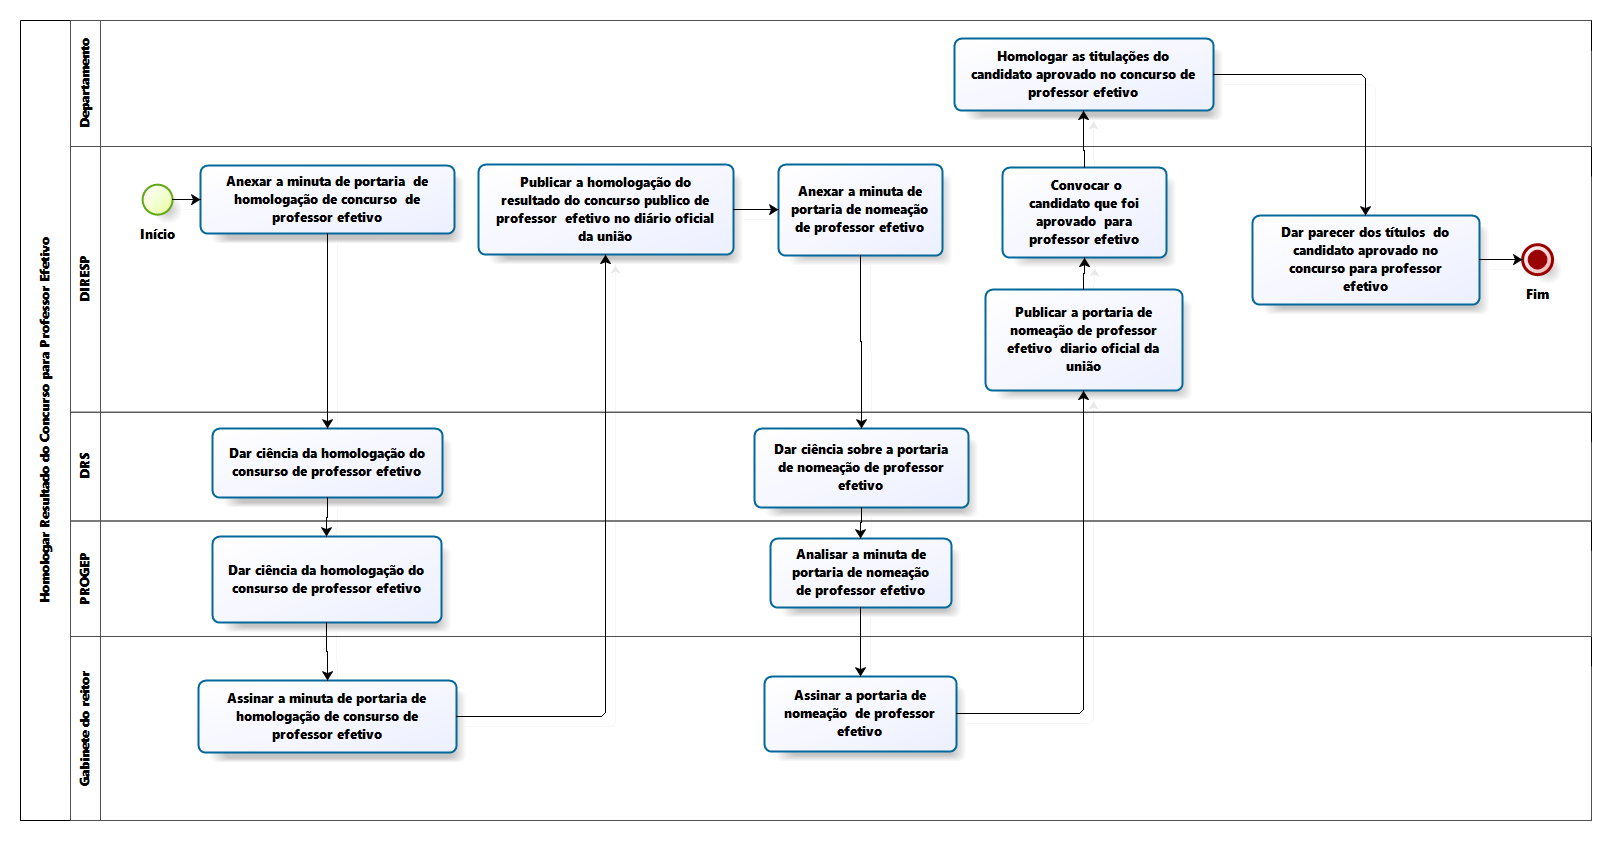 Homologar Resultado do Concurso para Professor Efetivo
Departamento
Homologar as titulações do
candidato aprovado no concurso de
professor efetivo
DIRESP
Início
Anexar a minuta de portaria  de
homologação de concurso  de
professor efetivo
Publicar a homologação do
resultado do concurso publico de
professor  efetivo no diário oficial
da união
Anexar a minuta de
portaria de nomeação
de professor efetivo
Convocar o
candidato que foi
aprovado  para
professor efetivo
Publicar a portaria de
nomeação de professor
efetivo  diario oficial da
união
Dar parecer dos títulos  do
candidato aprovado no
concurso para professor
efetivo
Fim
DRS
Dar ciência da homologação do
consurso de professor efetivo
Dar ciência sobre a portaria
de nomeação de professor
efetivo
PROGEP
Dar ciência da homologação do
consurso de professor efetivo
Analisar a minuta de
portaria de nomeação
de professor efetivo
Gabinete do reitor
Assinar a minuta de portaria de
homologação de consurso de
professor efetivo
Assinar a portaria de
nomeação  de professor
efetivo